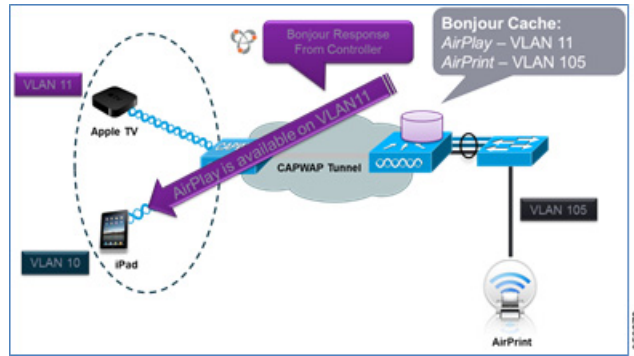 Bonjour Response
From Controller
Bonjour Cache:
AirPlay – VLAN 11
AirPrint – VLAN 105
VLAN 11
Apple TV
AirPlay is available on VLAN11
CAPWAP Tunnel
VLAN 105
VLAN 10
iPad
AirPrint